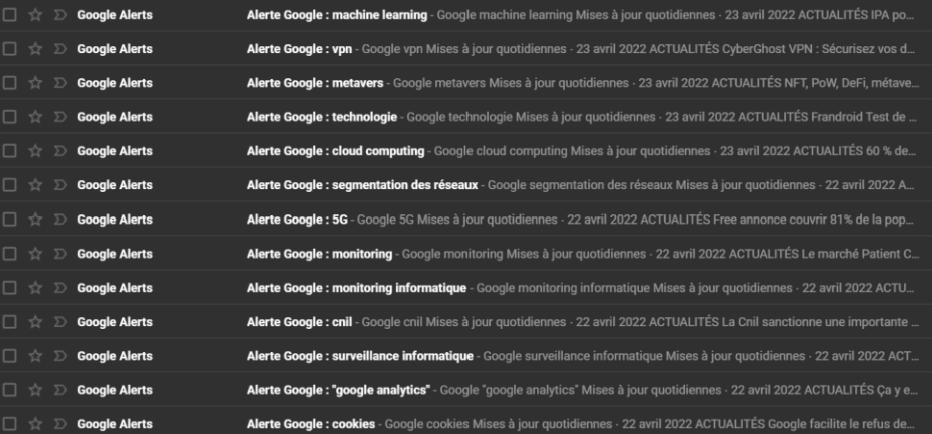 Google Alerts Alerte Google : machine learning - Google machine learning Mises à jour quotidiennes · 23 avril 2022 ACTUALITÉS IPA po...
Google Alerts Alerte Google : vpn - Google vpn Mises à jour quotidiennes · 23 avril 2022 ACTUALITÉS CyberGhost VPN : Sécurisez vos d...
Google Alerts Alerte Google : metavers - Google metavers Mises à jour quotidiennes · 23 avril 2022 ACTUALITÉS NFT, PoW, DeFi, métave...
Google Alerts Alerte Google : technologie - Google technologie Mises à jour quotidiennes · 23 avril 2022 ACTUALITÉS Frandroid Test de ...
Google Alerts Alerte Google : cloud computing - Google cloud computing Mises à jour quotidiennes · 23 avril 2022 ACTUALITÉS 60 % de...
Google Alerts Alerte Google : segmentation des réseaux - Google segmentation des réseaux Mises à jour quotidiennes · 22 avril 2022 A...
Google Alerts Alerte Google : 5G - Google 5G Mises à jour quotidiennes · 22 avril 2022 ACTUALITÉS Free annonce couvrir 81% de la pop...
Google Alerts Alerte Google : monitoring - Google monitoring Mises à jour quotidiennes · 22 avril 2022 ACTUALITÉS Le marché Patient C...
Google Alerts Alerte Google : monitoring informatique - Google monitoring informatique Mises à jour quotidiennes · 22 avril 2022 ACTU...
Google Alerts Alerte Google : cnil - Google cnil Mises à jour quotidiennes · 22 avril 2022 ACTUALITÉS La Cnil sanctionne une importante ...
Google Alerts Alerte Google : surveillance informatique - Google surveillance informatique Mises à jour quotidiennes · 22 avril 2022 ACT...
Google Alerts Alerte Google : "google analytics" - Google "google analytics" Mises à jour quotidiennes · 22 avril 2022 ACTUALITÉS Ça y e...
Google Alerts Alerte Google : cookies - Google cookies Mises à jour quotidiennes · 22 avril 2022 ACTUALITÉS Google facilite le refus de...